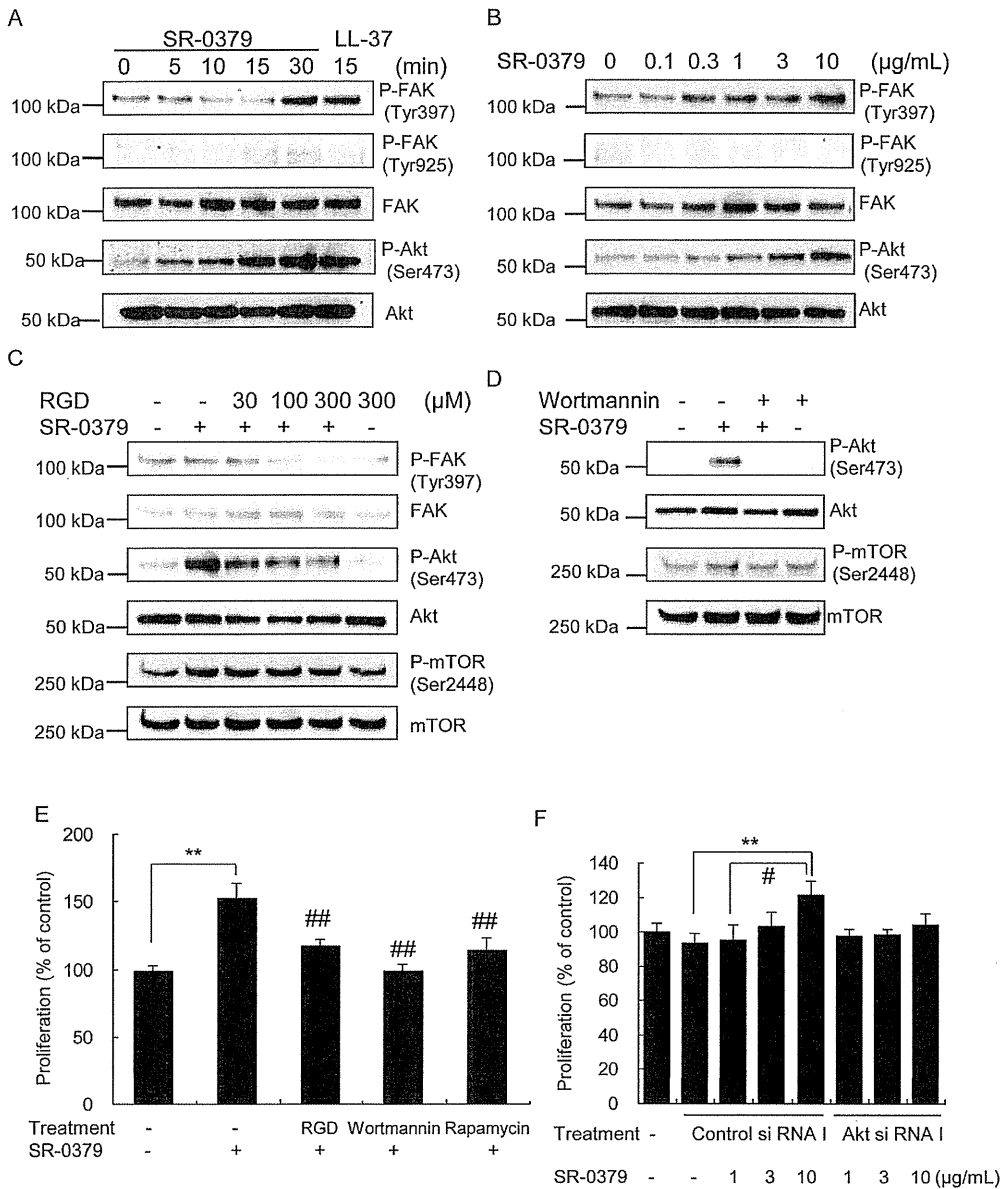 A
SR-0379 LL-37
0 5 10 15 30 15 (min)
100 kDa P-FAK (Tyr397)
100 kDa P-FAK (Tyr925)
100 kDa FAK
50 kDa P-Akt (Ser473)
50 kDa Akt
B
SR-0379 0 0.1 0.3 1 3 10 (µg/mL)
100 kDa P-FAK (Tyr397)
100 kDa P-FAK (Tyr925)
100 kDa FAK
50 kDa P-Akt (Ser473)
50 kDa Akt
C
RGD - - 30 100 300 300 (µM)
SR-0379 - + + + + -
100 kDa P-FAK (Tyr397)
100 kDa FAK
50 kDa P-Akt (Ser473)
50 kDa Akt
250 kDa P-mTOR (Ser2448)
250 kDa mTOR
D
Wortmannin - - + +
SR-0379 - + + -
50 kDa P-Akt (Ser473)
50 kDa Akt
250 kDa P-mTOR (Ser2448)
250 kDa mTOR
E
Proliferation (% of control)
200
150
100
50
0
** ## ## ##
Treatment - - RGD Wortmannin Rapamycin
SR-0379 - + + + +
F
Proliferation (% of control)
140
120
100
80
60
40
20
0
**
#
Treatment - Control si RNA I Akt si RNA I
SR-0379 - - 1 3 10 1 3 10 (µg/mL)